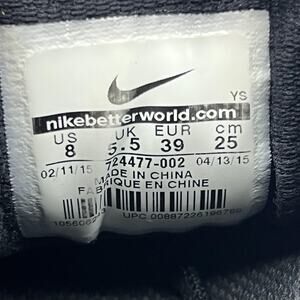 YS
nikebetterworld.com
US UK EUR cm
8 5.5 39 25
724477-002
02/11/15 04/13/15
MADE IN CHINA
FABRIQUE EN CHINE